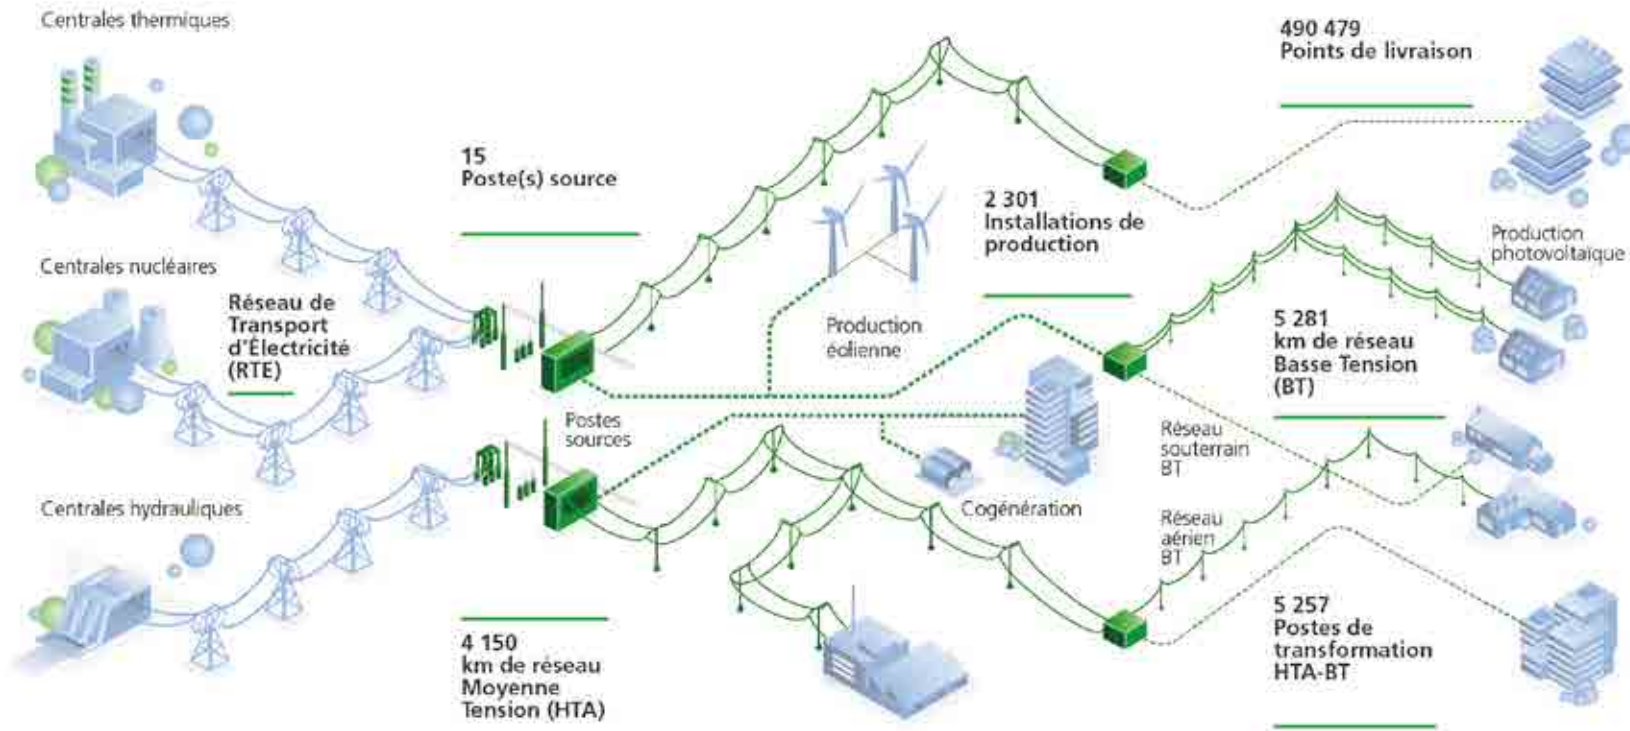 Centrales thermiques
490 479
Points de livraison
15
Poste(s) source
2 301
Installations de
production
Production
photovoltaïque
Centrales nucléaires
Réseau de
Transport
d'Électricité
(RTE)
Production
éolienne
5 281
km de réseau
Basse Tension
(BT)
Postes
sources
Réseau
souterrain
BT
Centrales hydrauliques
Cogénération
Réseau
aérien
BT
4 150
km de réseau
Moyenne
Tension (HTA)
5 257
Postes de
transformation
HTA-BT